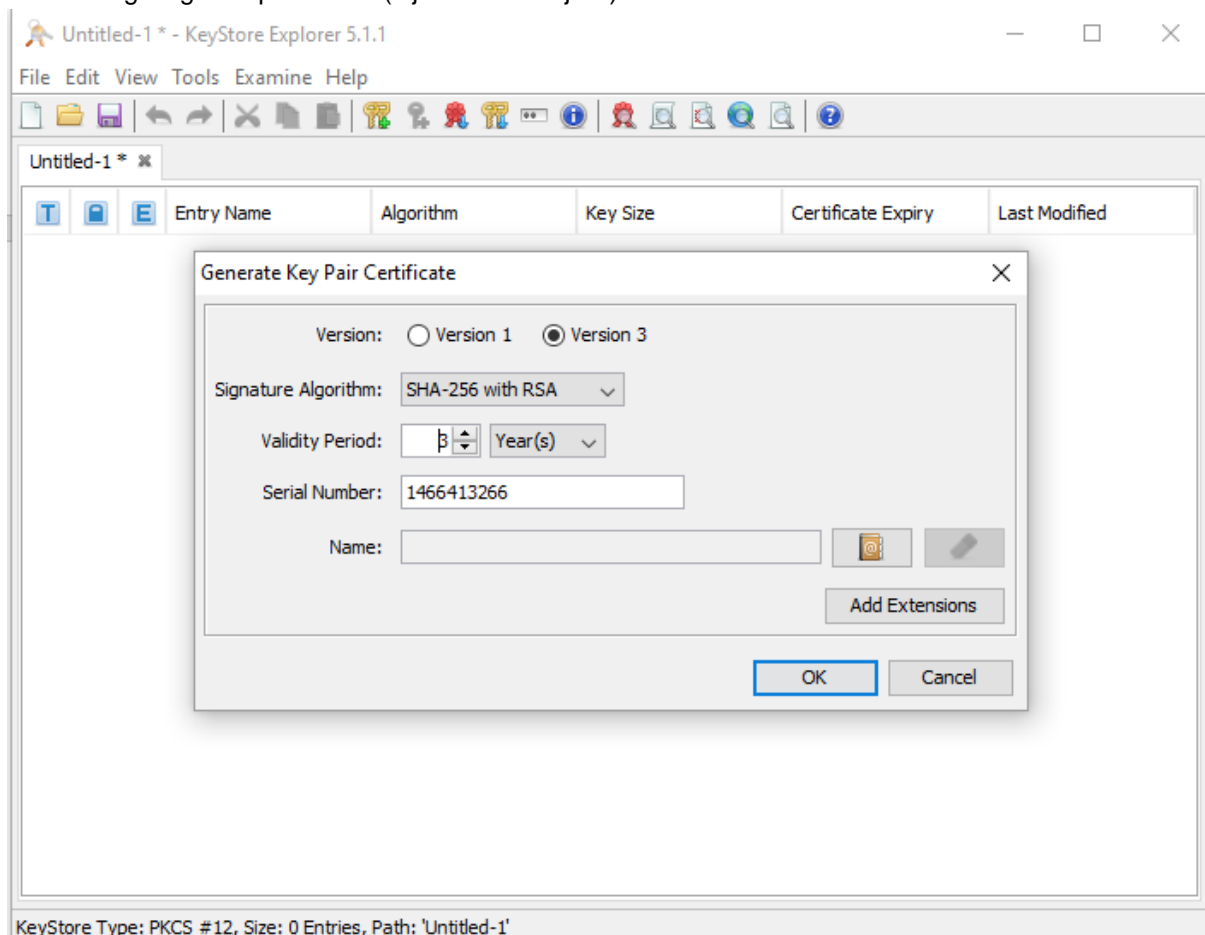 Untitled-1 * - KeyStore Explorer 5.1.1
File Edit View Tools Examine Help
Untitled-1 *
T E Entry Name Algorithm Key Size Certificate Expiry Last Modified
Generate Key Pair Certificate
Version: Version 1 Version 3
Signature Algorithm: SHA-256 with RSA
Validity Period: 3 Year(s)
Serial Number: 1466413266
Name:
Add Extensions
OK Cancel
KeyStore Type: PKCS #12, Size: 0 Entries, Path: 'Untitled-1'